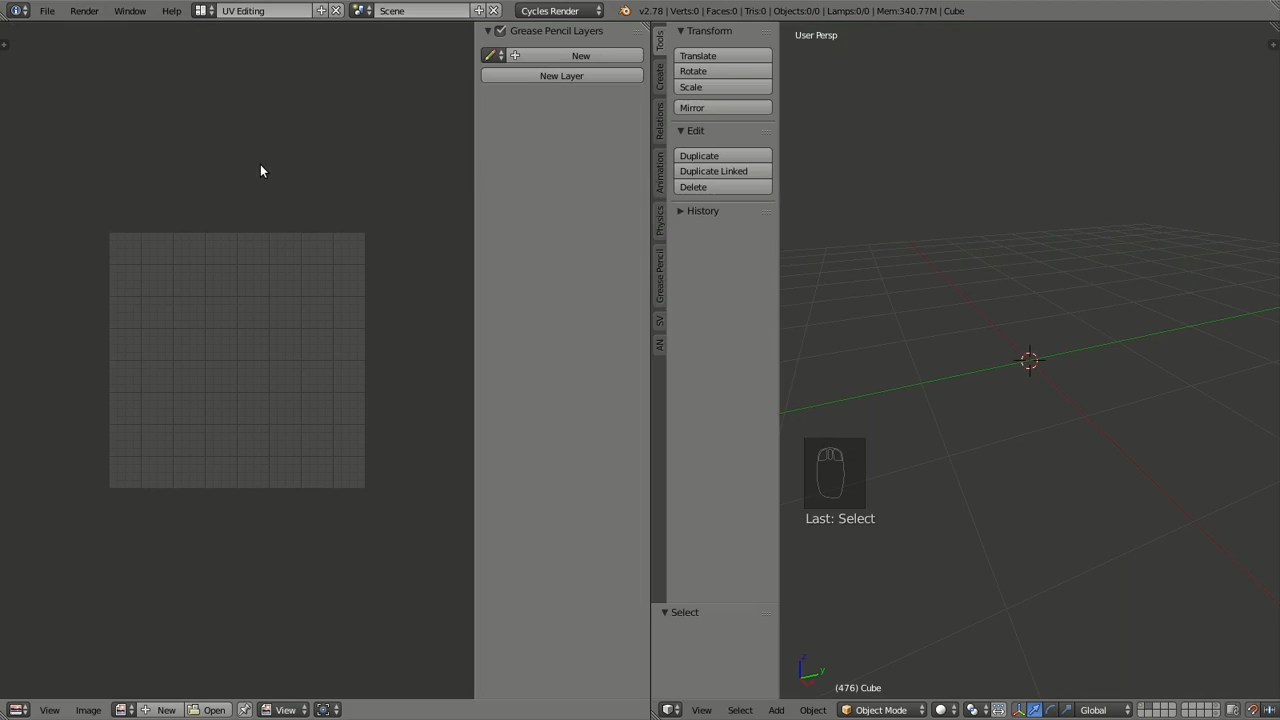 File Render Window Help UV Editing Scene Cycles Render v2.78 | Verts:0 | Faces:0 | Tris:0 | Objects:0/0 | Lamps:0/0 | Mem:340.77M | Cube
Grease Pencil Layers
New
New Layer
Tools
Create
Relations
Animation
Physics
Grease Pencil
SV
AN
Transform
Translate
Rotate
Scale
Mirror
Edit
Duplicate
Duplicate Linked
Delete
History
Select
User Persp
Last: Select
z
y
(476) Cube
View Image New Open View
View Select Add Object Object Mode Global